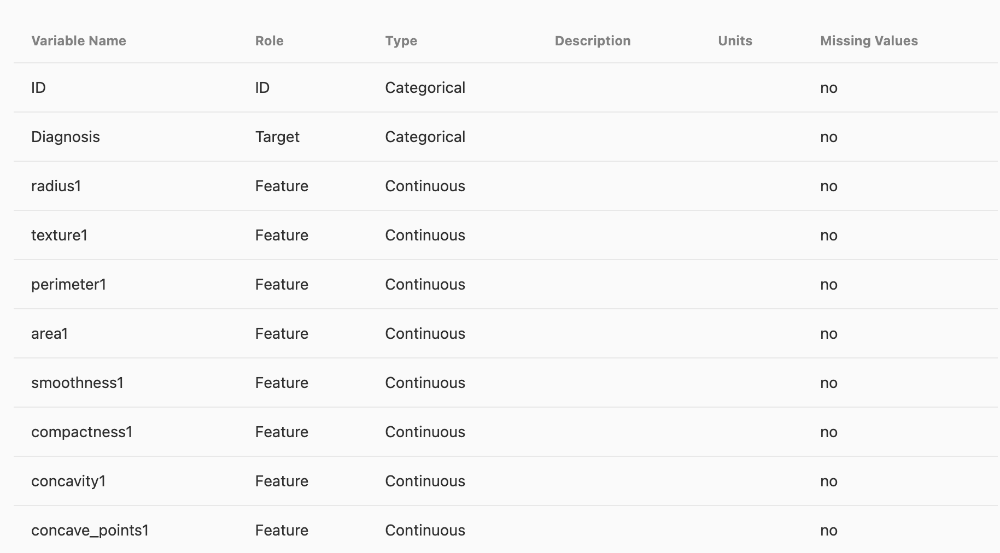 Variable Name Role Type Description Units Missing Values
ID ID Categorical no
Diagnosis Target Categorical no
radius1 Feature Continuous no
texture1 Feature Continuous no
perimeter1 Feature Continuous no
area1 Feature Continuous no
smoothness1 Feature Continuous no
compactness1 Feature Continuous no
concavity1 Feature Continuous no
concave_points1 Feature Continuous no